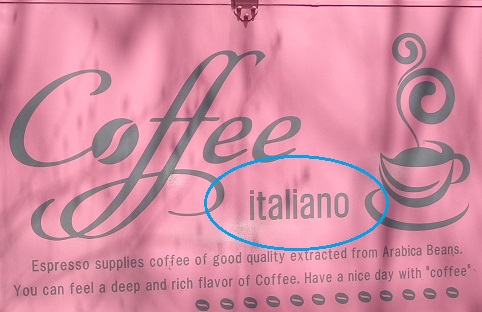 Coffee
italiano
Espresso supplies coffee of good quality extracted from Arabica Beans.
You can feel a deep and rich flavor of Coffee. Have a nice day with "coffee"